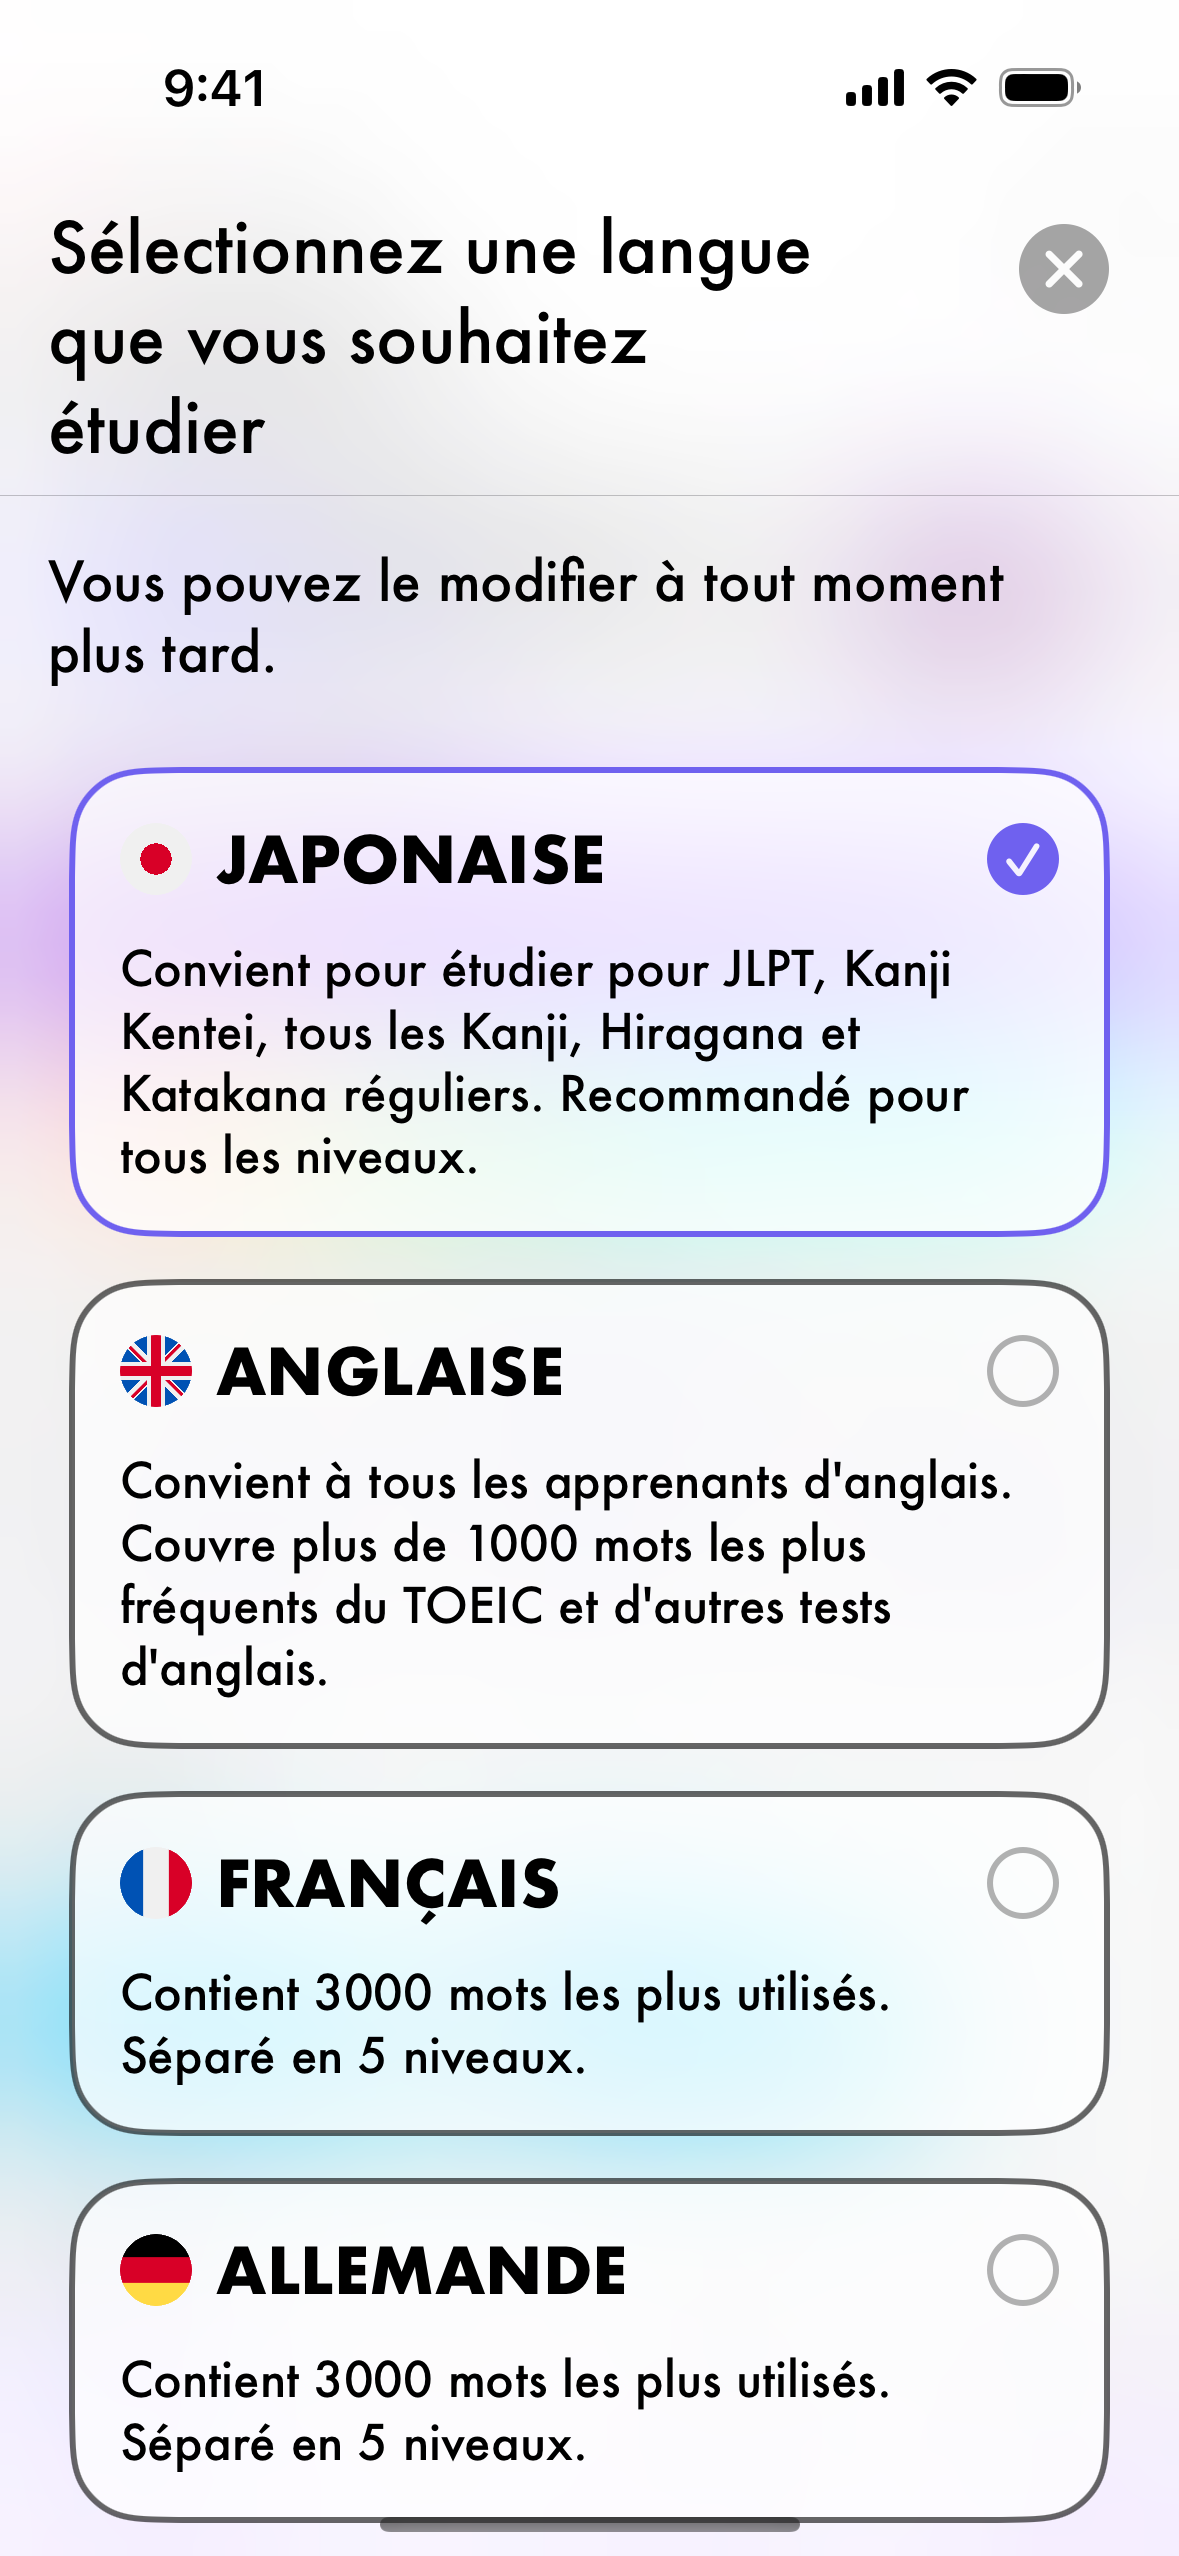 9:41
Sélectionnez une langue
que vous souhaitez
étudier
Vous pouvez le modifier à tout moment
plus tard.
JAPONAISE
Convient pour étudier pour JLPT, Kanji
Kentei, tous les Kanji, Hiragana et
Katakana réguliers. Recommandé pour
tous les niveaux.
ANGLAISE
Convient à tous les apprenants d'anglais.
Couvre plus de 1000 mots les plus
fréquents du TOEIC et d'autres tests
d'anglais.
FRANÇAIS
Contient 3000 mots les plus utilisés.
Séparé en 5 niveaux.
ALLEMANDE
Contient 3000 mots les plus utilisés.
Séparé en 5 niveaux.